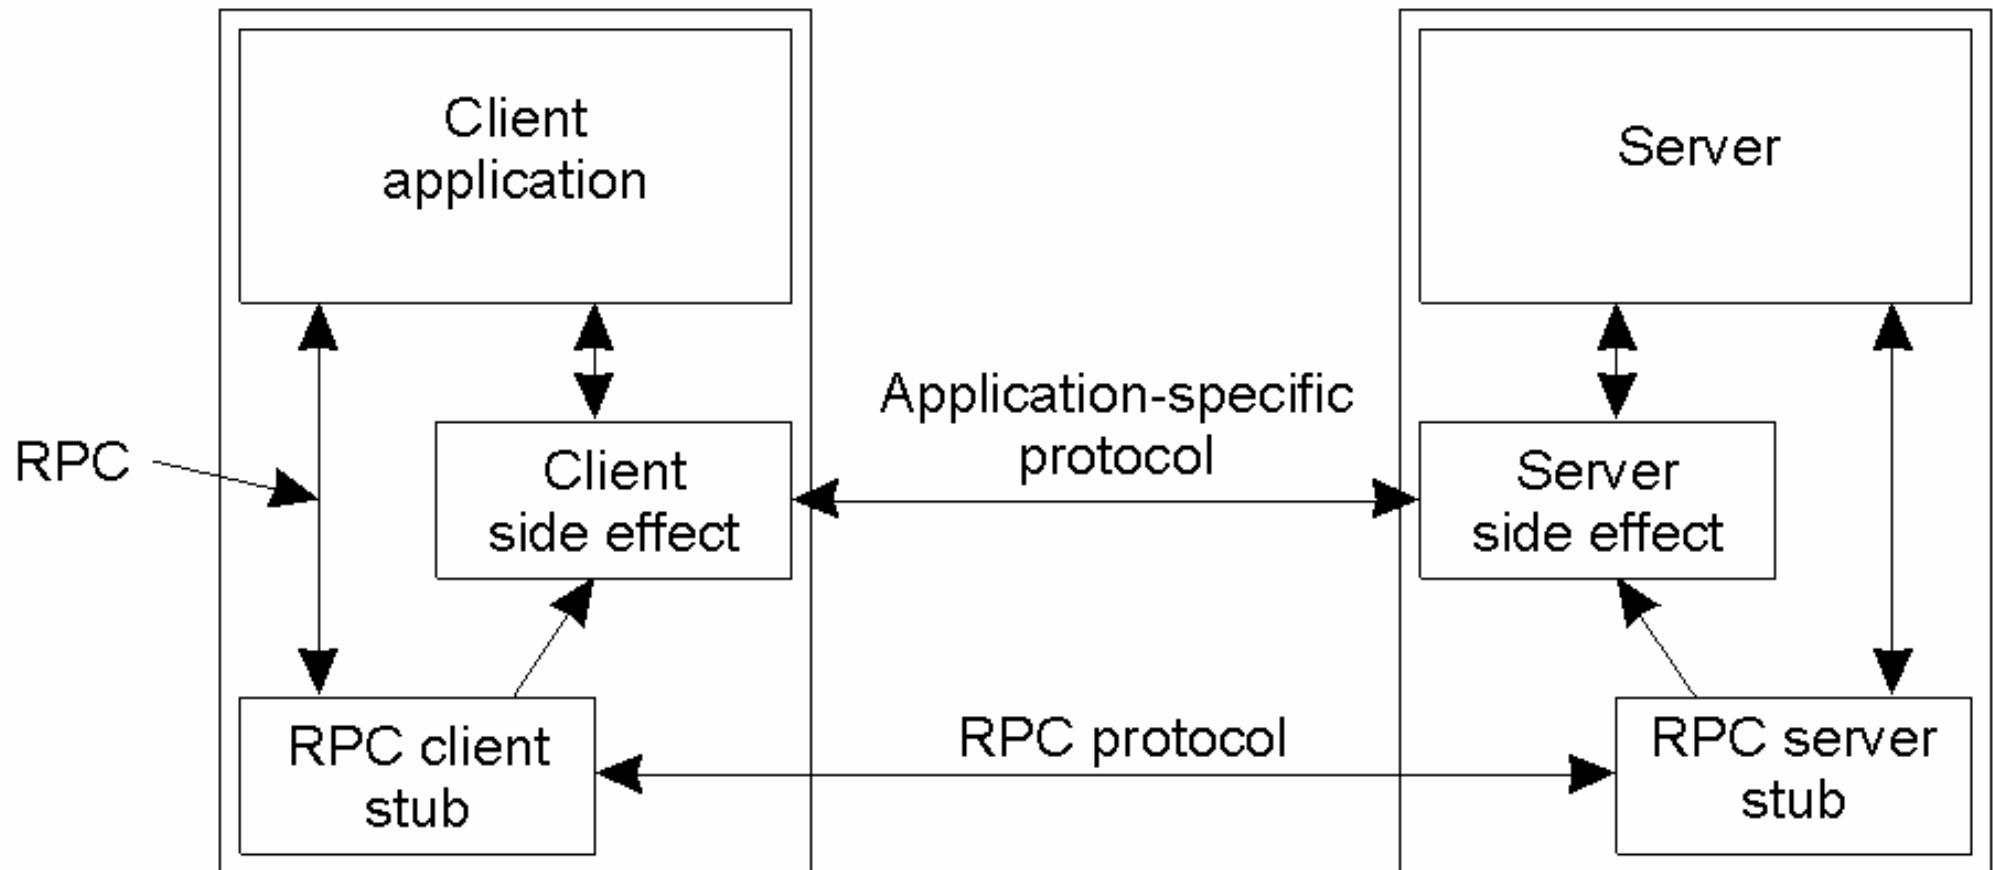 Client
application
Server
Application-specific
protocol
RPC
Client
side effect
Server
side effect
RPC client
stub
RPC protocol
RPC server
stub